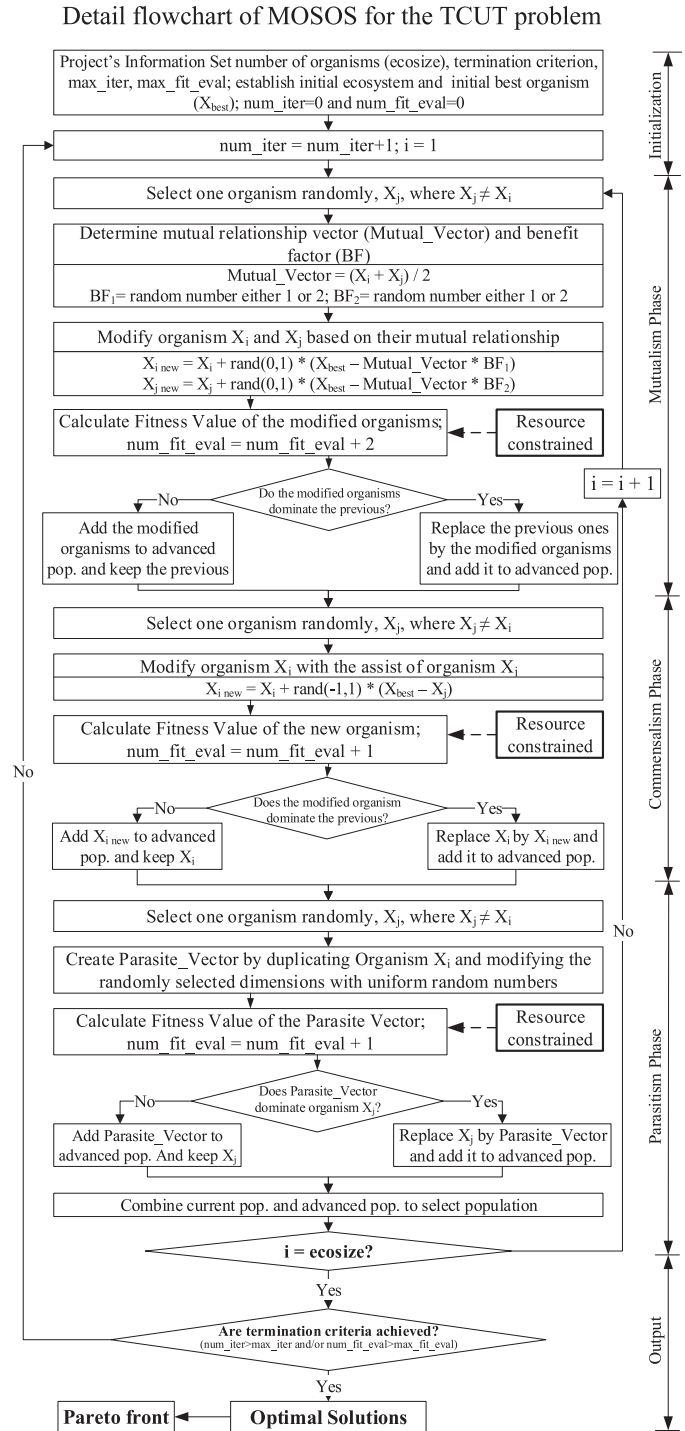 Detail flowchart of MOSOS for the TCUT problem
Project's Information Set number of organisms (ecosize), termination criterion,
max_iter, max_fit_eval; establish initial ecosystem and initial best organism
(Xbest); num_iter=0 and num_fit_eval=0
Initialization
num_iter = num_iter+1; i = 1
Select one organism randomly, Xj, where Xj ≠ Xi
Determine mutual relationship vector (Mutual_Vector) and benefit
factor (BF)
Mutual_Vector = (Xi + Xj) / 2
BF1= random number either 1 or 2; BF2= random number either 1 or 2
Modify organism Xi and Xj based on their mutual relationship
Xi new = Xi + rand(0,1) * (Xbest – Mutual_Vector * BF1)
Xj new = Xj + rand(0,1) * (Xbest – Mutual_Vector * BF2)
Mutualism Phase
Calculate Fitness Value of the modified organisms;
num_fit_eval = num_fit_eval + 2
Resource
constrained
Do the modified organisms
dominate the previous?
No
Yes
i = i + 1
Add the modified
organisms to advanced
pop. and keep the previous
Replace the previous ones
by the modified organisms
and add it to advanced pop.
Select one organism randomly, Xj, where Xj ≠ Xi
Modify organism Xi with the assist of organism Xj
Xi new = Xi + rand(-1,1) * (Xbest – Xj)
Commensalism Phase
Calculate Fitness Value of the new organism;
num_fit_eval = num_fit_eval + 1
Resource
constrained
No
Does the modified organism
dominate the previous?
No
Yes
Add Xi new to advanced
pop. and keep Xi
Replace Xi by Xi new and
add it to advanced pop.
Select one organism randomly, Xj, where Xj ≠ Xi
No
Create Parasite_Vector by duplicating Organism Xi and modifying the
randomly selected dimensions with uniform random numbers
Calculate Fitness Value of the Parasite Vector;
num_fit_eval = num_fit_eval + 1
Resource
constrained
Parasitism Phase
Does Parasite_Vector
dominate organism Xj?
No
Yes
Add Parasite_Vector to
advanced pop. And keep Xj
Replace Xj by Parasite_Vector
and add it to advanced pop.
Combine current pop. and advanced pop. to select population
i = ecosize?
Yes
Are termination criteria achieved?
(num_iter>max_iter and/or num_fit_eval>max_fit_eval)
Output
Yes
Pareto front
Optimal Solutions